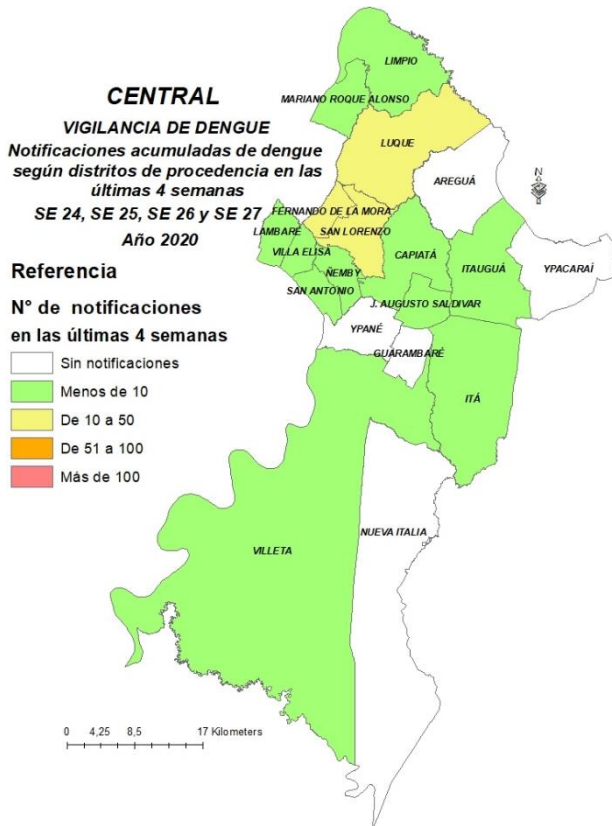 CENTRAL
VIGILANCIA DE DENGUE
Notificaciones acumuladas de dengue
según distritos de procedencia en las
últimas 4 semanas
SE 24, SE 25, SE 26 y SE 27
Año 2020
Referencia
N° de notificaciones
en las últimas 4 semanas
Sin notificaciones
Menos de 10
De 10 a 50
De 51 a 100
Más de 100
LIMPIO
MARIANO ROQUE ALONSO
LUQUE
AREGUÁ
N
FERNANDO DE LA MORA
LAMBARÉ
SAN LORENZO
VILLA ELISA
CAPIATÁ
ITAUGUÁ
YPACARAÍ
ÑEMBY
SAN ANTONIO
J. AUGUSTO SALDIVAR
YPANÉ
GUARAMBARÉ
ITÁ
NUEVA ITALIA
VILLETA
0 4,25 8,5 17 Kilometers